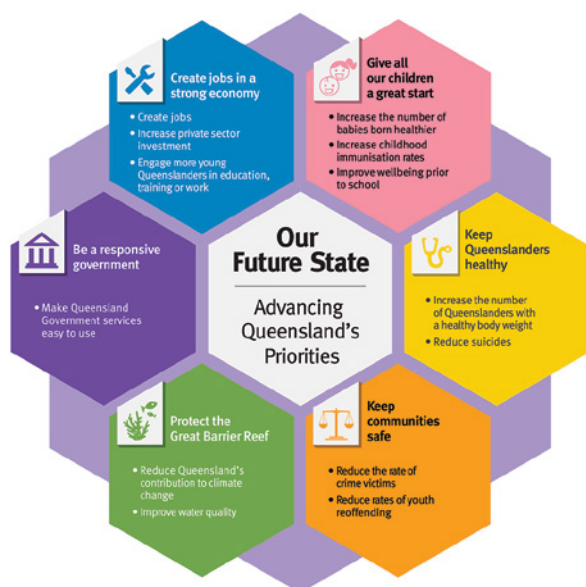 Create jobs in a
strong economy
• Create jobs
• Increase private sector
investment
• Engage more young
Queenslanders in education,
training or work
Give all
our children
a great start
• Increase the number of
babies born healthier
• Increase childhood
immunisation rates
• Improve wellbeing prior
to school
Be a responsive
government
• Make Queensland
Government services
easy to use
Our
Future State
Advancing
Queensland's
Priorities
Keep
Queenslanders
healthy
• Increase the number
of Queenslanders with
a healthy body weight
• Reduce suicides
Protect the
Great Barrier Reef
• Reduce Queensland's
contribution to climate
change
• Improve water quality
Keep
communities
safe
• Reduce the rate of
crime victims
• Reduce rates of youth
reoffending